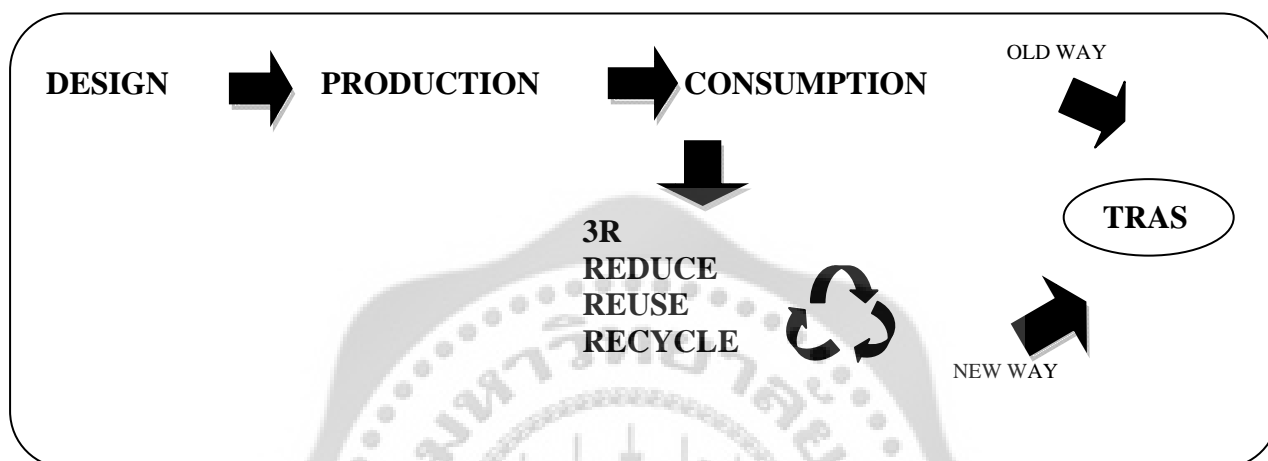 OLD WAY
DESIGN PRODUCTION CONSUMPTION
TRAS
3R
REDUCE
REUSE
RECYCLE
NEW WAY